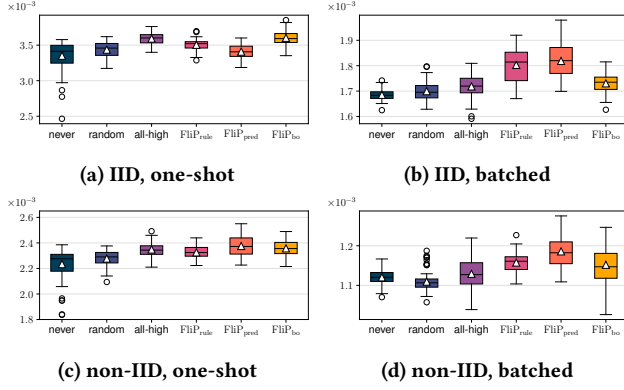 ×10⁻³
×10⁻³
3.5
3.0
2.5
1.9
1.8
1.7
1.6
never random all-high FLIP_rule FLIP_pred FLIP_bo
never random all-high FLIP_rule FLIP_pred FLIP_bo
(a) IID, one-shot
(b) IID, batched
×10⁻³
×10⁻³
2.6
2.4
2.2
2.0
1.8
1.2
1.1
never random all-high FLIP_rule FLIP_pred FLIP_bo
never random all-high FLIP_rule FLIP_pred FLIP_bo
(c) non-IID, one-shot
(d) non-IID, batched